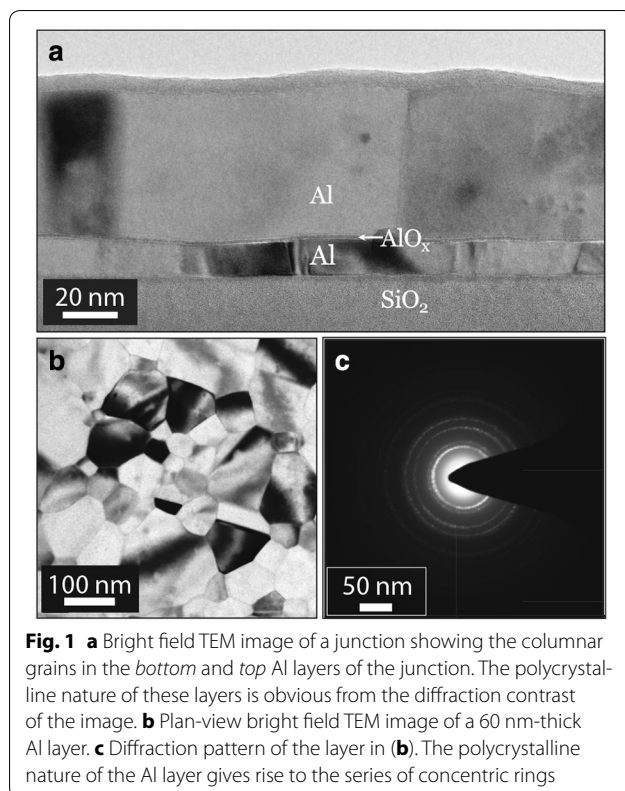 a
Al
AlOx
Al
SiO2
20 nm
b
100 nm
c
50 nm
Fig. 1 a Bright field TEM image of a junction showing the columnar
grains in the bottom and top Al layers of the junction. The polycrystal-
line nature of these layers is obvious from the diffraction contrast
of the image. b Plan-view bright field TEM image of a 60 nm-thick
Al layer. c Diffraction pattern of the layer in (b). The polycrystalline
nature of the Al layer gives rise to the series of concentric rings